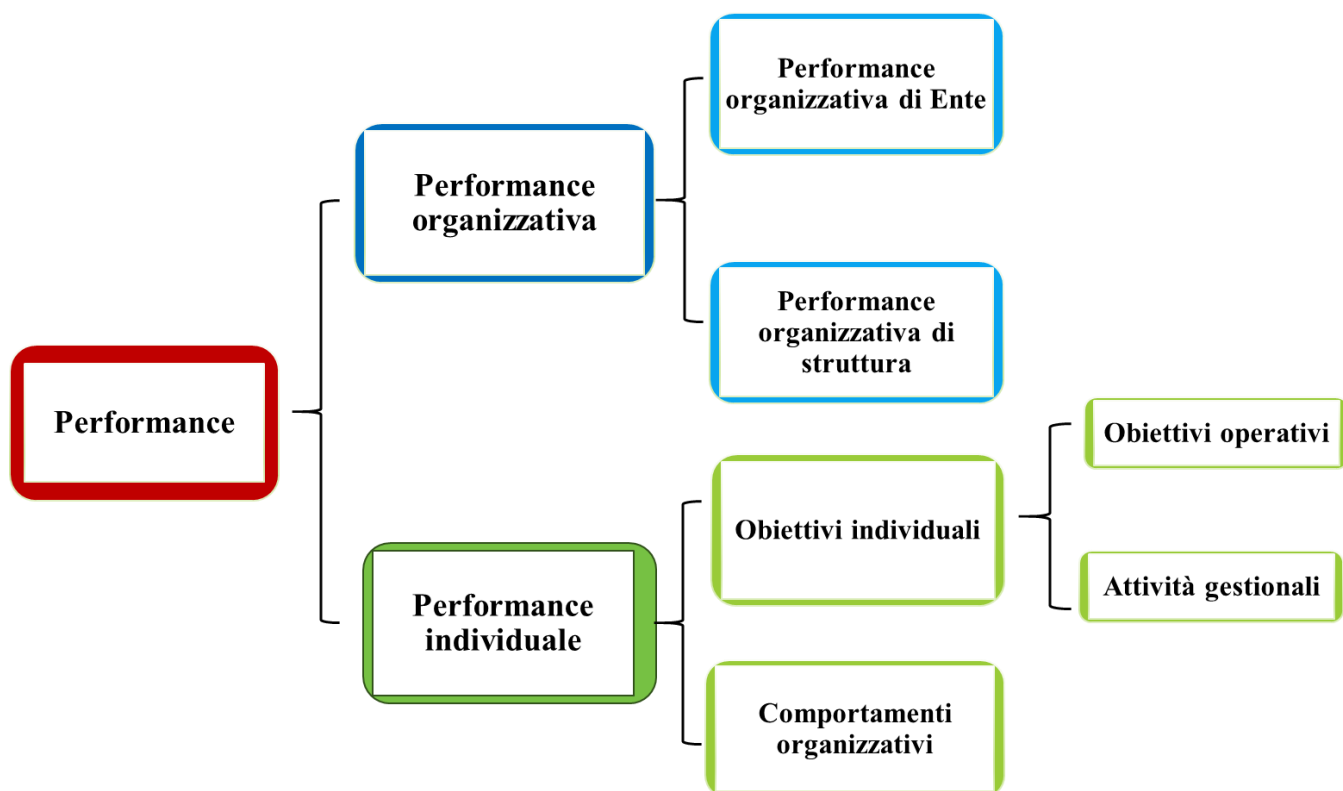 Performance
Performance
organizzativa
Performance
organizzativa di Ente
Performance
organizzativa di
struttura
Performance
individuale
Obiettivi individuali
Obiettivi operativi
Attività gestionali
Comportamenti
organizzativi